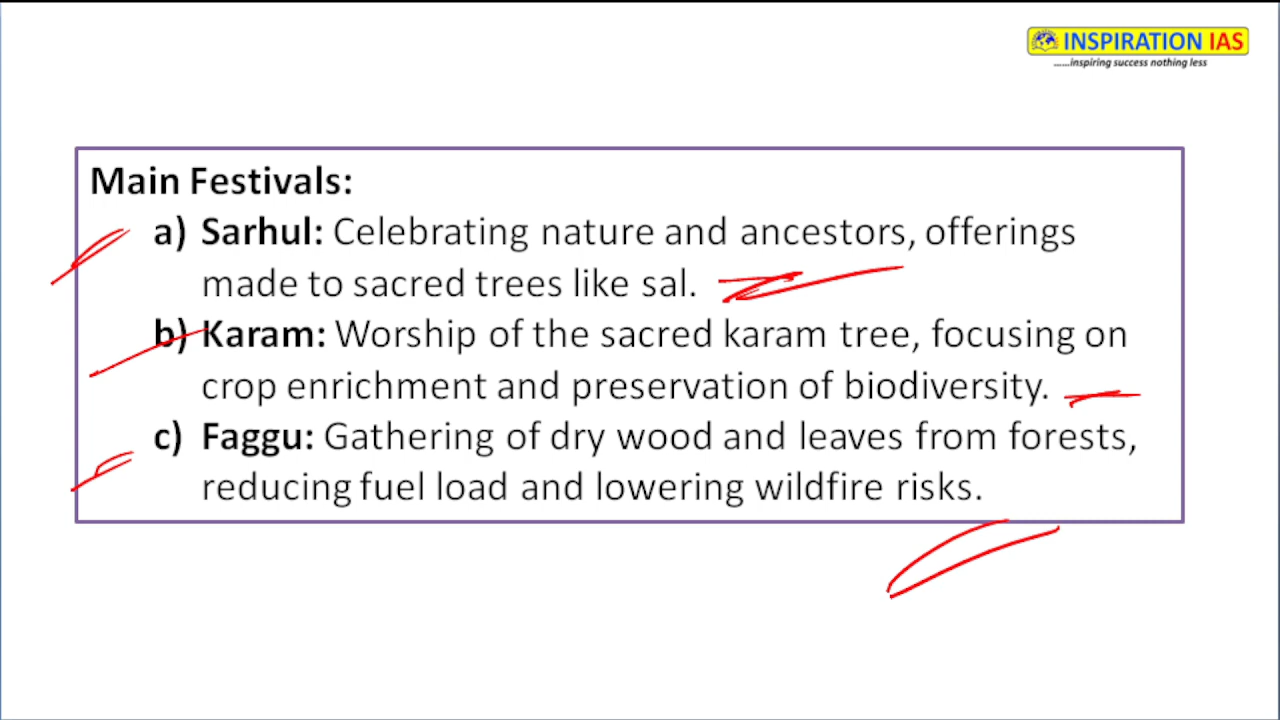 INSPIRATION IAS
......inspiring success nothing less
Main Festivals:
a) Sarhul: Celebrating nature and ancestors, offerings
made to sacred trees like sal.
b) Karam: Worship of the sacred karam tree, focusing on
crop enrichment and preservation of biodiversity.
c) Faggu: Gathering of dry wood and leaves from forests,
reducing fuel load and lowering wildfire risks.